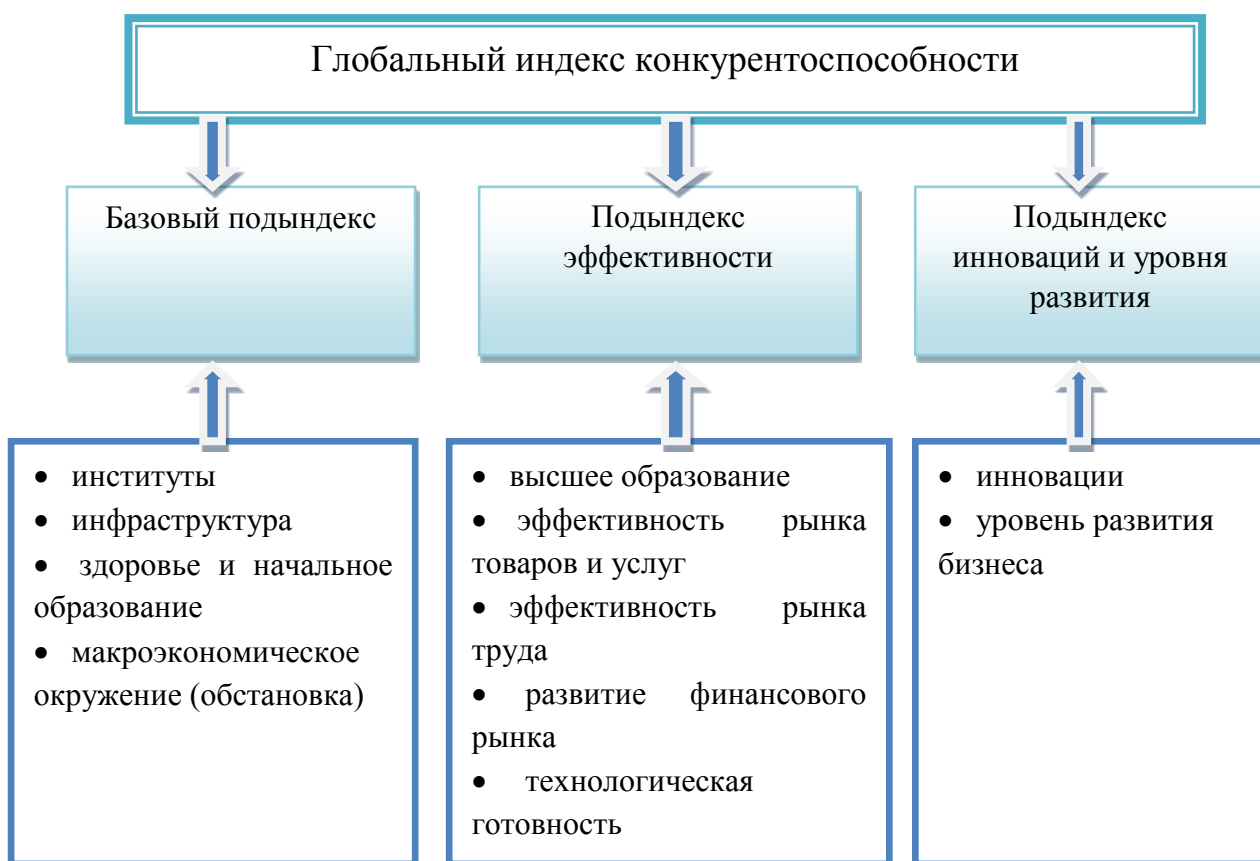 Глобальный индекс конкурентоспособности
Базовый подындекс
Подындекс
эффективности
Подындекс
инноваций и уровня
развития
• институты
• инфраструктура
• здоровье и начальное
образование
• макроэкономическое
окружение (обстановка)
• высшее образование
• эффективность рынка
товаров и услуг
• эффективность рынка
труда
• развитие финансового
рынка
• технологическая
готовность
• инновации
• уровень развития
бизнеса